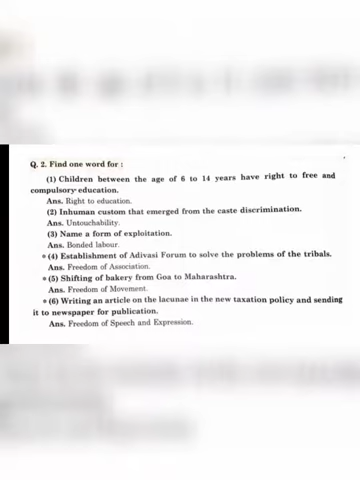 Q. 2. Find one word for :
(1) Children between the age of 6 to 14 years have right to free and
compulsory education.
Ans. Right to education.
(2) Inhuman custom that emerged from the caste discrimination.
Ans. Untouchability.
(3) Name a form of exploitation.
Ans. Bonded labour.
* (4) Establishment of Adivasi Forum to solve the problems of the tribals.
Ans. Freedom of Association.
* (5) Shifting of bakery from Goa to Maharashtra.
Ans. Freedom of Movement.
* (6) Writing an article on the lacunae in the new taxation policy and sending
it to newspaper for publication.
Ans. Freedom of Speech and Expression.